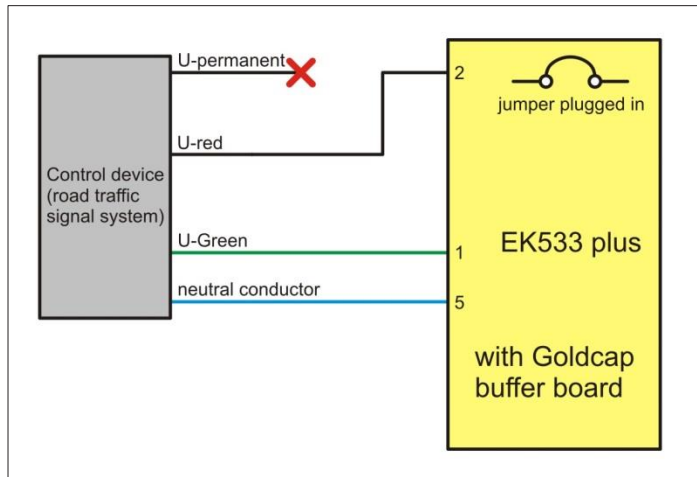 U-permanent
2
jumper plugged in
U-red
Control device
(road traffic
signal system)
U-Green
1
EK533 plus
neutral conductor
5
with Goldcap
buffer board